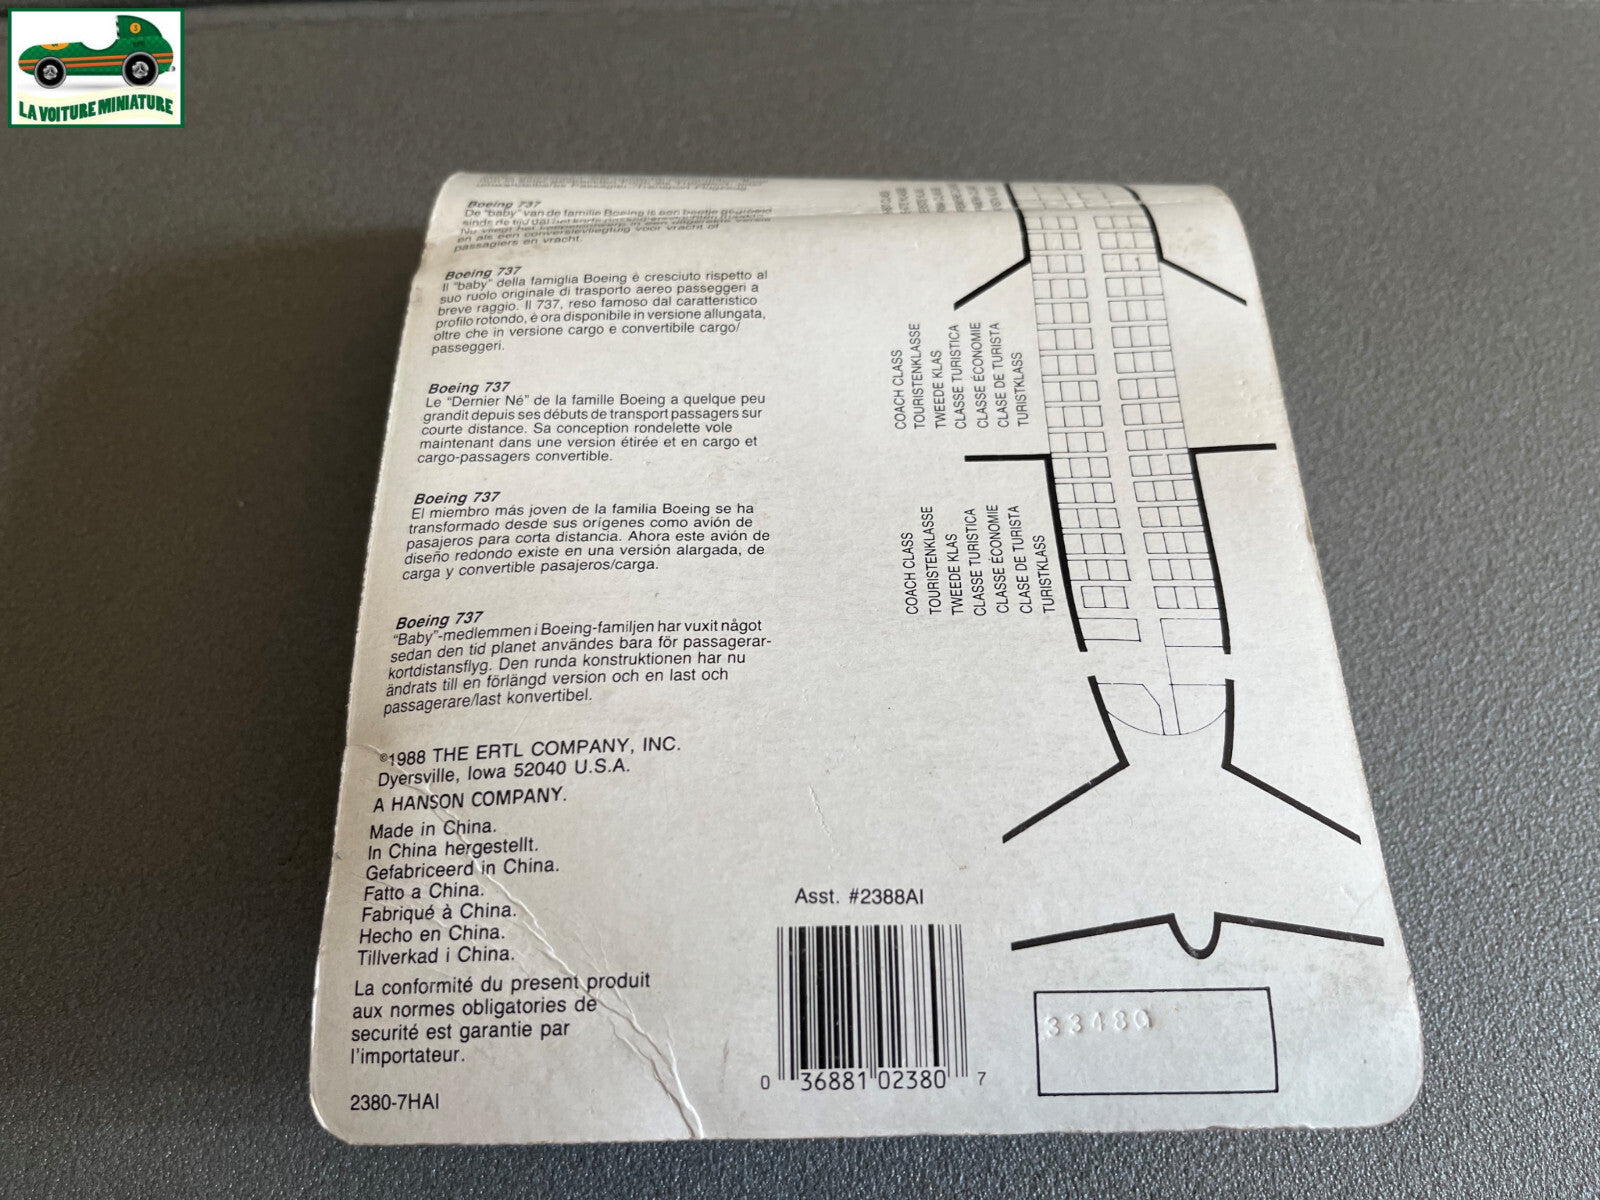 LA VOITURE MINIATURE
Boeing 737
De "baby" van de familie Boeing is een beetje gegroeid
en als een conversievliegtuig voor vracht of
passagiers en vracht.
Boeing 737
Il "baby" della famiglia Boeing è cresciuto rispetto al
suo ruolo originale di trasporto aereo passeggeri a
breve raggio. Il 737, reso famoso dal caratteristico
profilo rotondo, è ora disponibile in versione allungata,
oltre che in versione cargo e convertibile cargo/
passeggeri.
Boeing 737
Le "Dernier Né" de la famille Boeing a quelque peu
grandit depuis ses débuts de transport passagers sur
courte distance. Sa conception rondelette vole
maintenant dans une version étirée et en cargo et
cargo-passagers convertible.
Boeing 737
El miembro más joven de la familia Boeing se ha
transformado desde sus orígenes como avión de
pasajeros para corta distancia. Ahora este avión de
diseño redondo existe en una versión alargada, de
carga y convertible pasajeros/carga.
Boeing 737
"Baby"-medlemmen i Boeing-familjen har vuxit något
sedan den tid planet användes bara för passagerar-
kortdistansflyg. Den runda konstruktionen har nu
ändrats till en förlängd version och en last och
passagerare/last konvertibel.
©1988 THE ERTL COMPANY, INC.
Dyersville, Iowa 52040 U.S.A.
A HANSON COMPANY.
Made in China.
In China hergestellt.
Gefabriceerd in China.
Fatto a China.
Fabriqué à China.
Hecho en China.
Tillverkad i China.
La conformité du present produit
aux normes obligatories de
securité est garantie par
l'importateur.
2380-7HAI
COACH CLASS
TOURISTENKLASSE
TWEEDE KLAS
CLASSE TURISTICA
CLASSE ÉCONOMIE
CLASE DE TURISTA
TURISTKLASS
COACH CLASS
TOURISTENKLASSE
TWEEDE KLAS
CLASSE TURISTICA
CLASSE ÉCONOMIE
CLASE DE TURISTA
TURISTKLASS
Asst. #2388AI
0 36881 02380 7